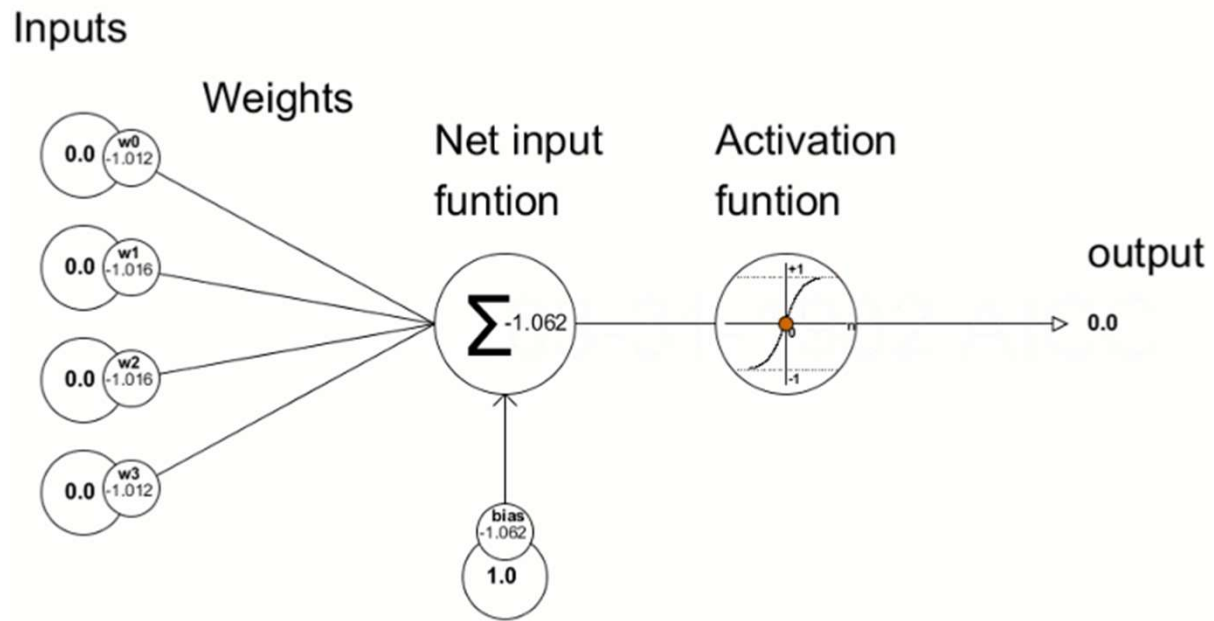 Inputs
Weights
Net input
funtion
Activation
funtion
output
0.0
w0
-1.012
0.0
w1
-1.016
0.0
w2
-1.016
0.0
w3
-1.012
Σ -1.062
+1
0
n
-1
0.0
bias
-1.062
1.0